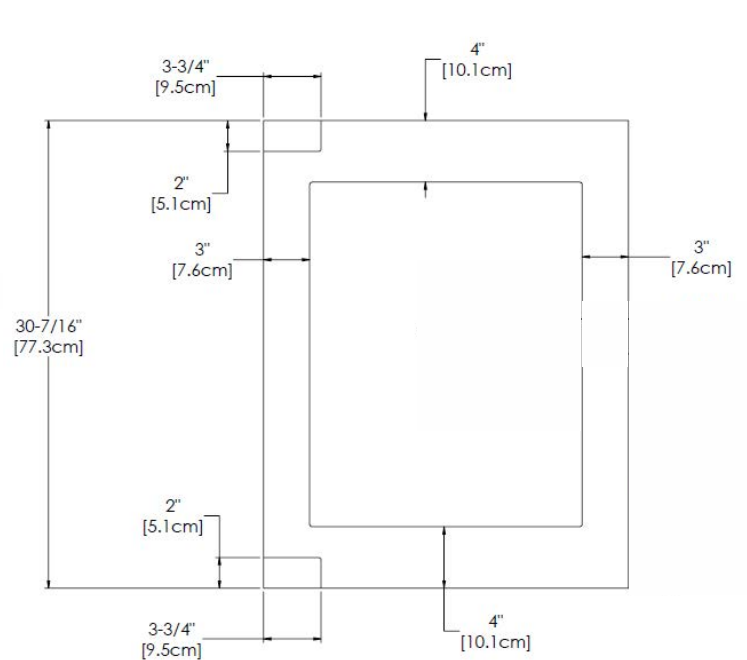 4"
[10.1cm]
3-3/4"
[9.5cm]
2"
[5.1cm]
3"
[7.6cm]
3"
[7.6cm]
30-7/16"
[77.3cm]
2"
[5.1cm]
3-3/4"
[9.5cm]
4"
[10.1cm]